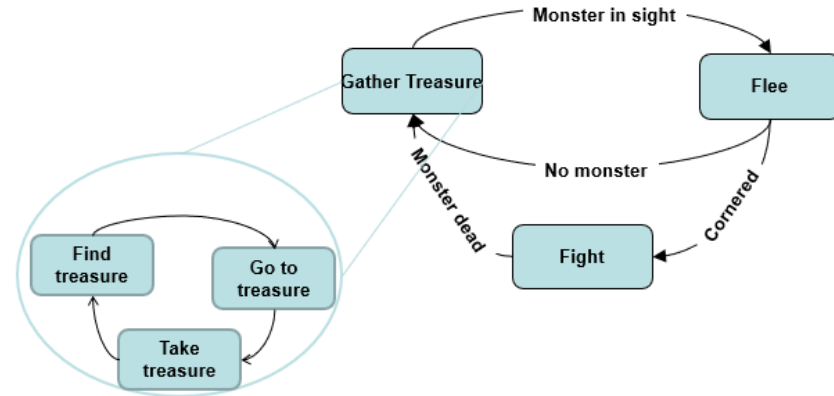 Monster in sight
Gather Treasure
Flee
No monster
Monster dead
Cornered
Fight
Find
treasure
Go to
treasure
Take
treasure